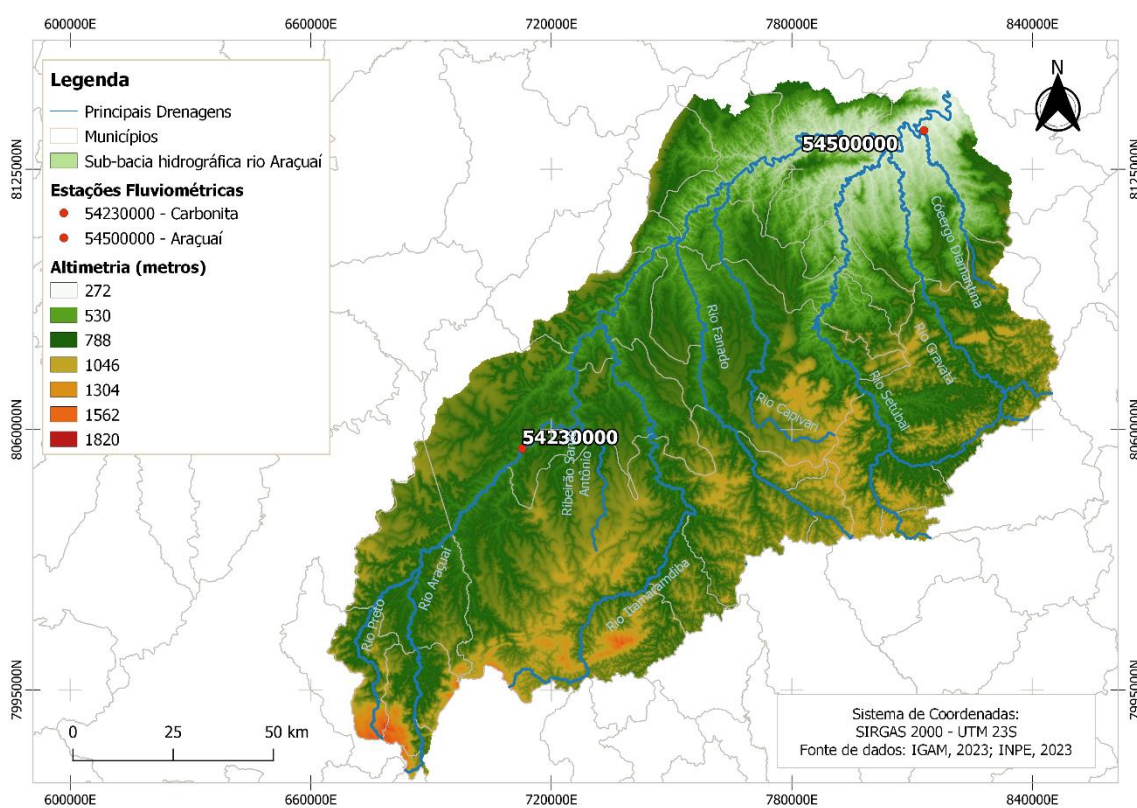 600000E 660000E 720000E 780000E 840000E
Legenda
Principais Drenagens
Municípios
Sub-bacia hidrográfica rio Araçuaí
Estações Fluviométricas
54230000 - Carbonita
54500000 - Araçuaí
Altimetria (metros)
272
530
788
1046
1304
1562
1820
N
8125000N
8060000N
7995000N
54500000
8125000N
8060000N
7995000N
Cóeergo Diamantina
Rio Fanado
Rio Gravatá
Rio Setúbal
Rio Capivari
54230000
Ribeirão Santo
Antônio
Rio Araçuaí
Rio Preto
Rio Itamaramdiba
0 25 50 km
Sistema de Coordenadas:
SIRGAS 2000 - UTM 23S
Fonte de dados: IGAM, 2023; INPE, 2023
600000E 660000E 720000E 780000E 840000E